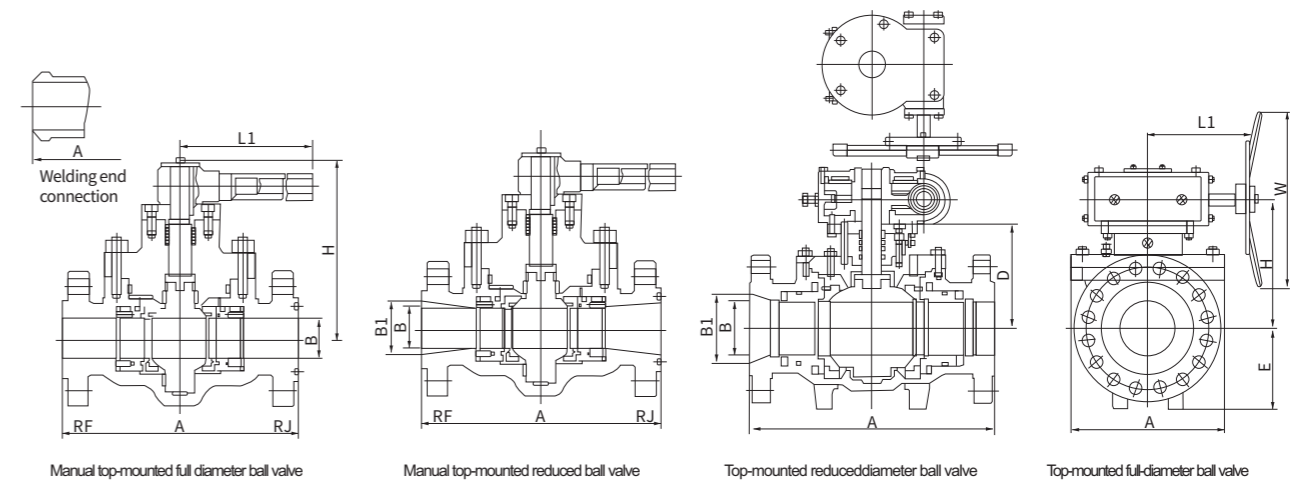 A
Welding end
connection
L1
H
B
RF
A
RJ
Manual top-mounted full diameter ball valve
B1
B
RF
A
RJ
Manual top-mounted reduced ball valve
B1
B
D
A
Top-mounted reduceddiameter ball valve
L1
W
H
E
A
Top-mounted full-diameter ball valve